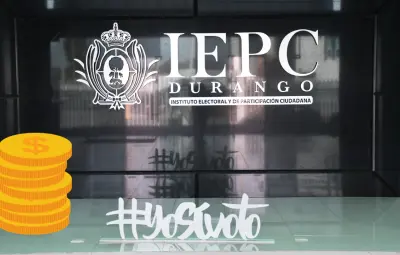 IEPC
DURANGO
INSTITUTO ELECTORAL Y DE PARTICIPACIÓN CIUDADANA
$
#YoSívoto